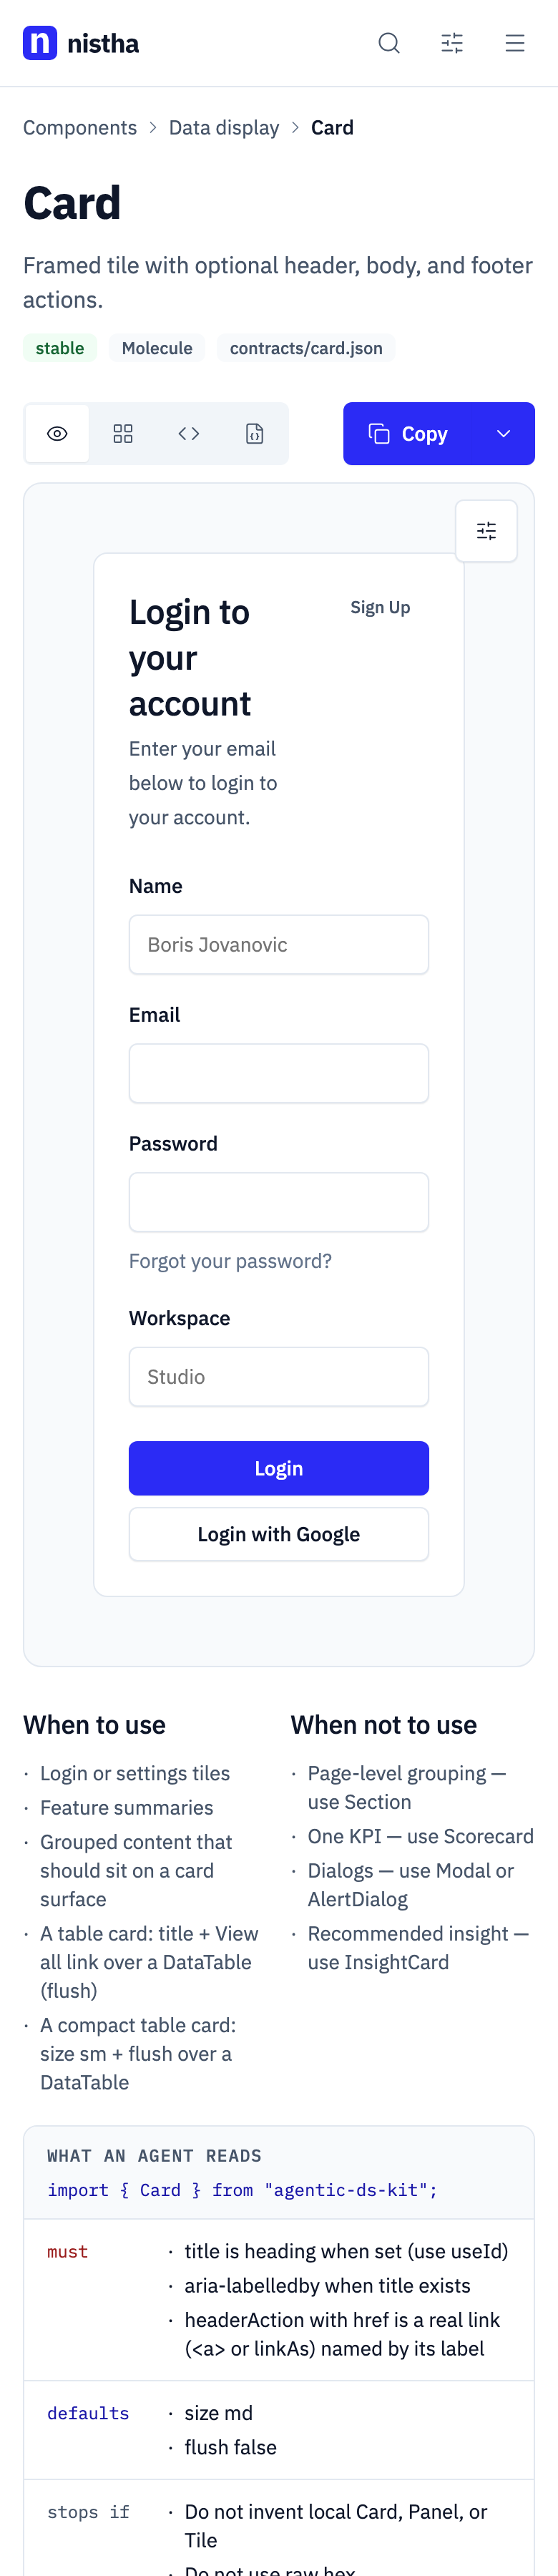 n nistha
Components > Data display > Card
Card
Framed tile with optional header, body, and footer
actions.
stable Molecule contracts/card.json
Copy
Login to
your
account
Sign Up
Enter your email
below to login to
your account.
Name
Boris Jovanovic
Email
Password
Forgot your password?
Workspace
Studio
Login
Login with Google
When to use
· Login or settings tiles
· Feature summaries
· Grouped content that
should sit on a card
surface
· A table card: title + View
all link over a DataTable
(flush)
· A compact table card:
size sm + flush over a
DataTable
When not to use
· Page-level grouping —
use Section
· One KPI — use Scorecard
· Dialogs — use Modal or
AlertDialog
· Recommended insight —
use InsightCard
WHAT AN AGENT READS
import { Card } from "agentic-ds-kit";
must
· title is heading when set (use useId)
· aria-labelledby when title exists
· headerAction with href is a real link
(<a> or linkAs) named by its label
defaults
· size md
· flush false
stops if
· Do not invent local Card, Panel, or
Tile
· Do not use raw hex